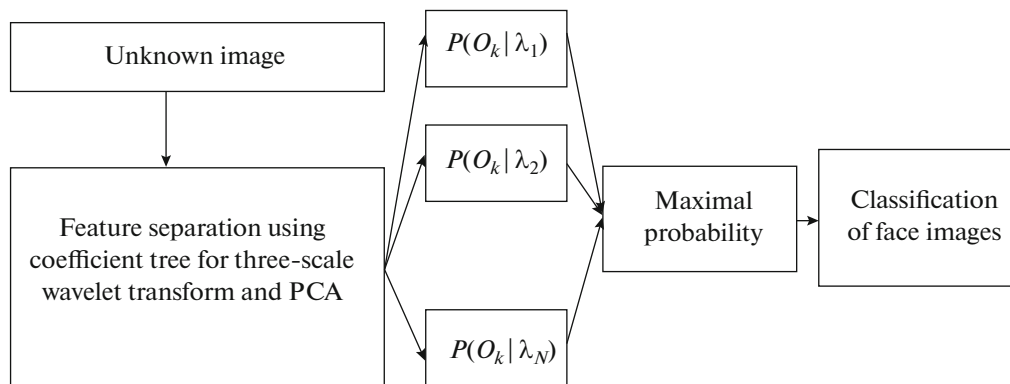 Unknown image
Feature separation using
coefficient tree for three-scale
wavelet transform and PCA
P(O_k | λ_1)
P(O_k | λ_2)
P(O_k | λ_N)
Maximal
probability
Classification
of face images